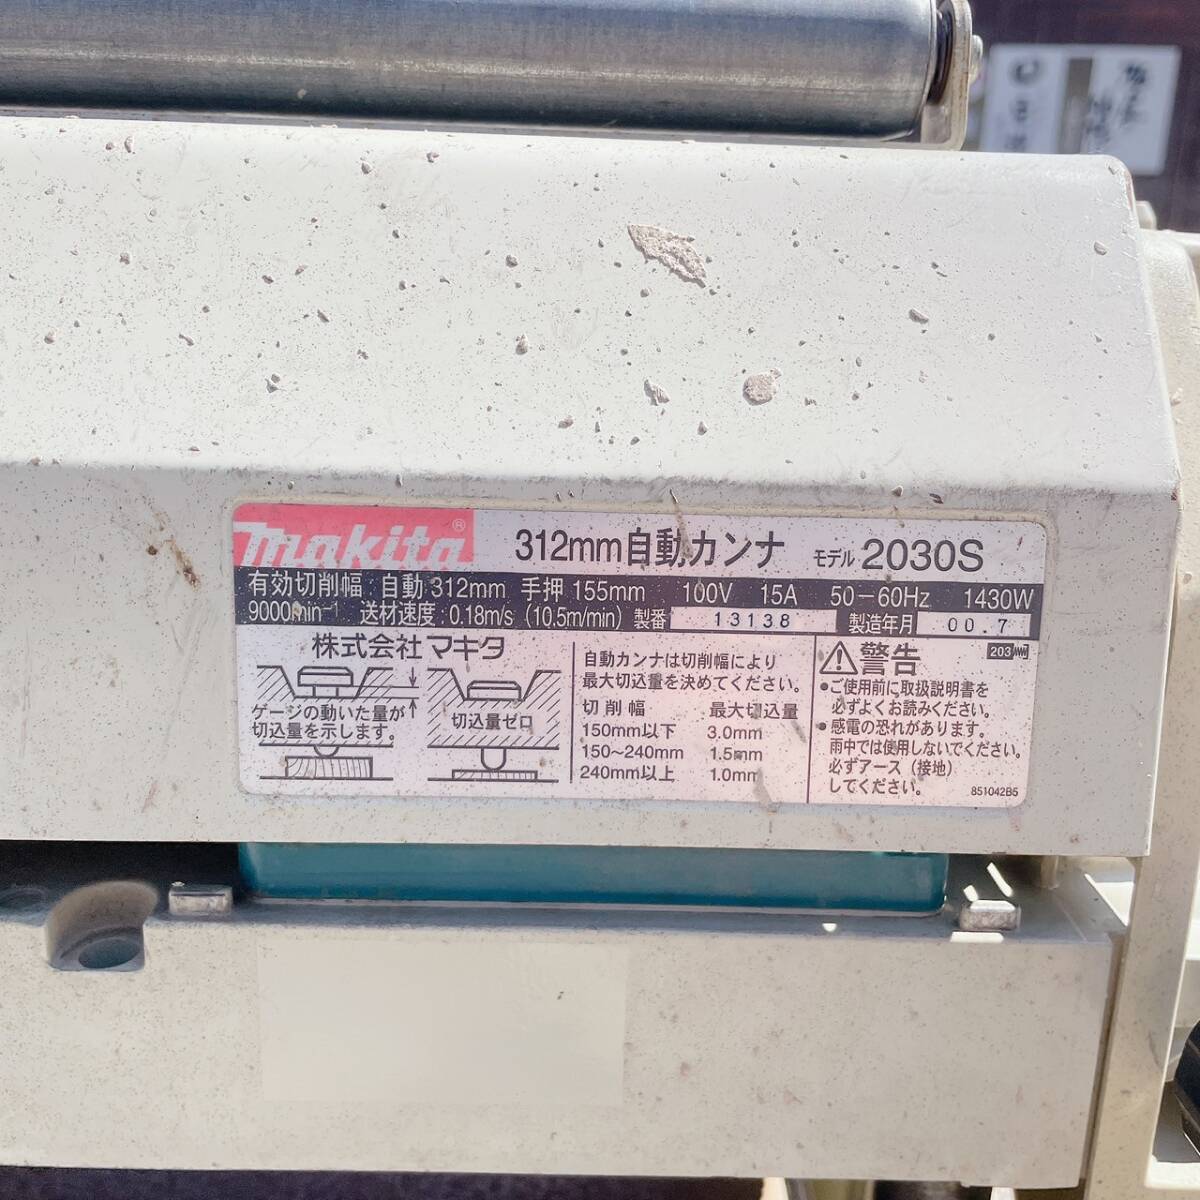 makita® 312mm自動カンナ モデル 2030S
有効切削幅 自動 312mm 手押 155mm 100V 15A 50−60Hz 1430W
9000min⁻¹ 送材速度 0.18m/s (10.5m/min) 製番 13138 製造年月 00.7
株式会社 マキタ
ゲージの動いた量が
切込量を示します。
切込量ゼロ
自動カンナは切削幅により
最大切込量を決めてください。
切削幅 最大切込量
150mm以下 3.0mm
150〜240mm 1.5mm
240mm以上 1.0mm
警告
203
●ご使用前に取扱説明書を
必ずよくお読みください。
●感電の恐れがあります。
雨中では使用しないでください。
必ずアース(接地)
してください。
851042B5